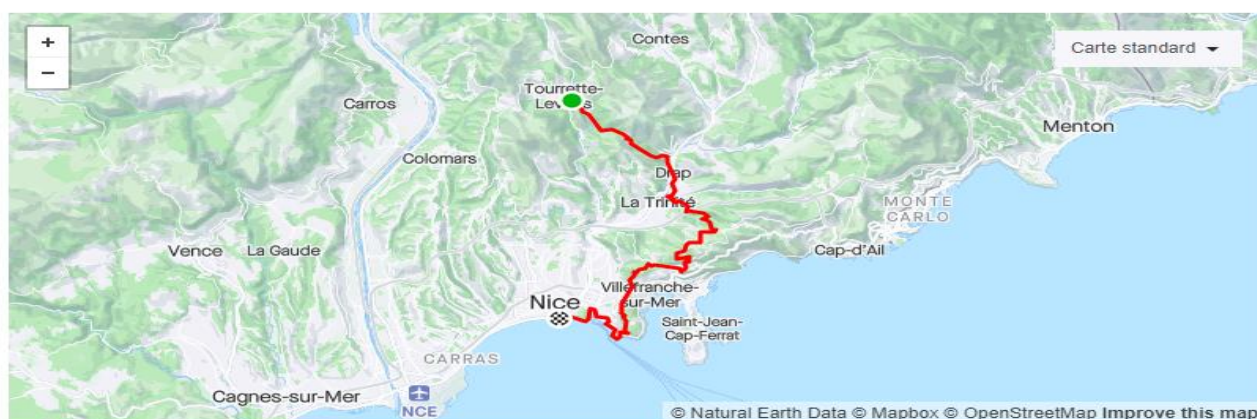 +
−
Carte standard
Contes
Tourrette-
Levens
Carros
Menton
Colomars
Drap
La Trinité
MONTE
CARLO
Vence
La Gaude
Cap-d'Ail
Villefranche-
sur-Mer
Nice
Saint-Jean-
Cap-Ferrat
CARRAS
Cagnes-sur-Mer
NCE
© Natural Earth Data © Mapbox © OpenStreetMap Improve this map